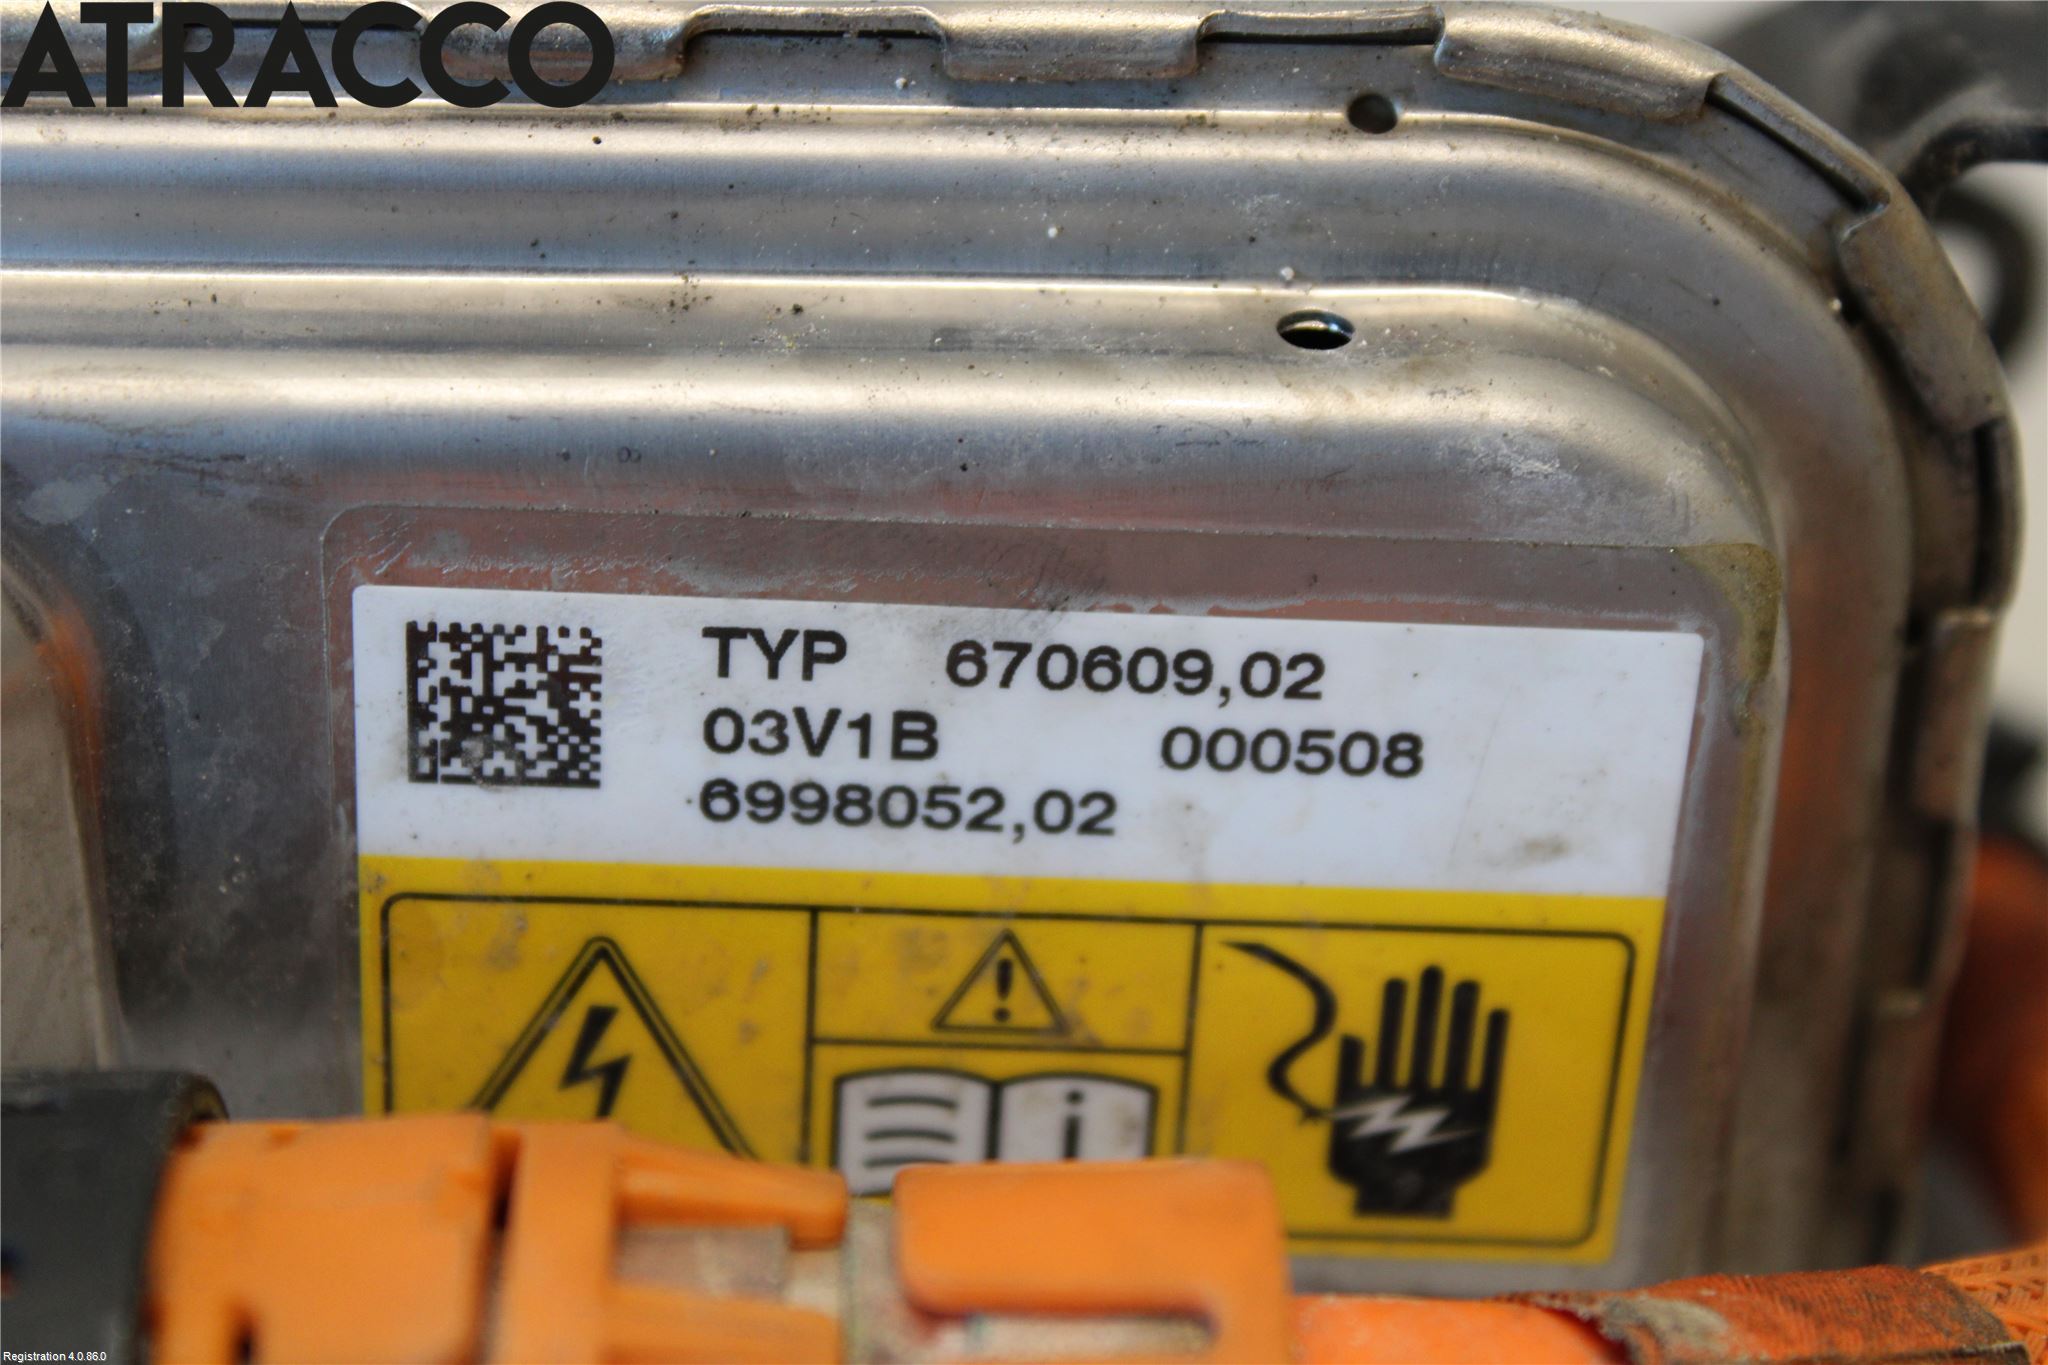 ATRACCO
TYP 670609,02
03V1B 000508
6998052,02
Registration 4.0.86.0